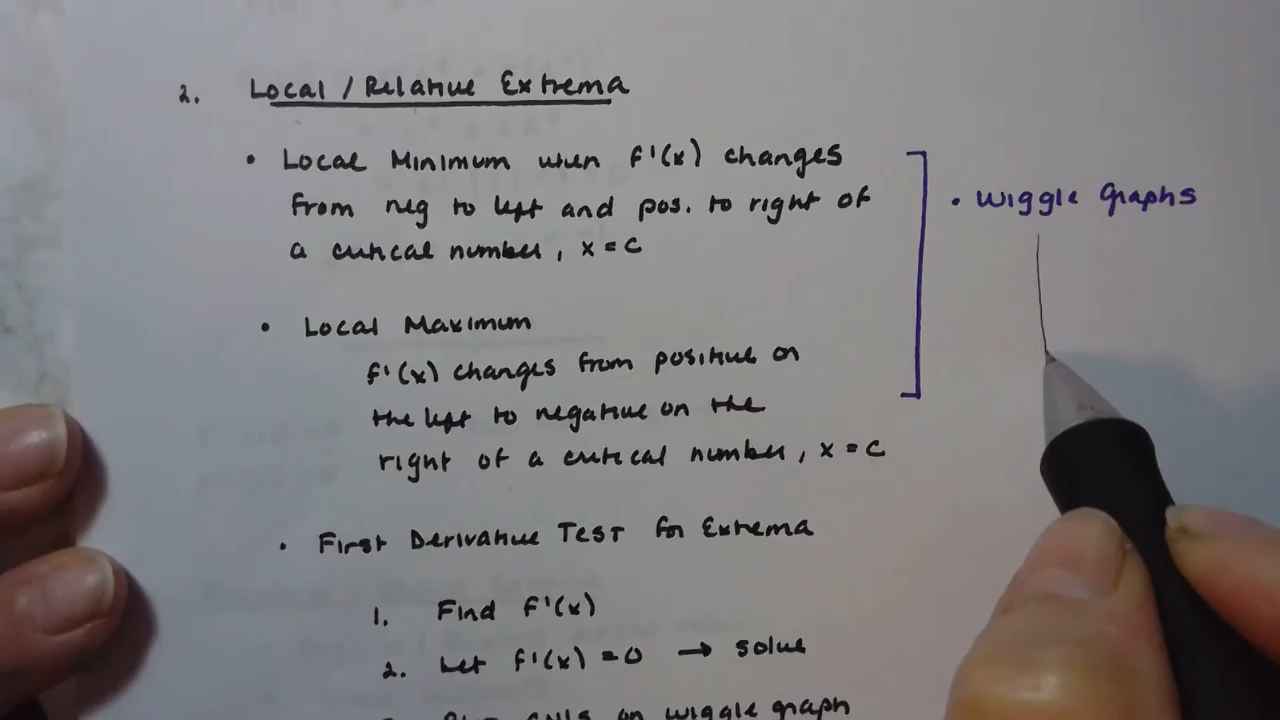 2. Local / Relative Extrema
• Local Minimum when f'(x) changes
from neg to left and pos. to right of
a critical number, x = c
• Wiggle Graphs
• Local Maximum
f'(x) changes from positive on
the left to negative on the
right of a critical number, x = c
• First Derivative Test for Extrema
1. Find f'(x)
2. Let f'(x) = 0 → solve
on wiggle graph